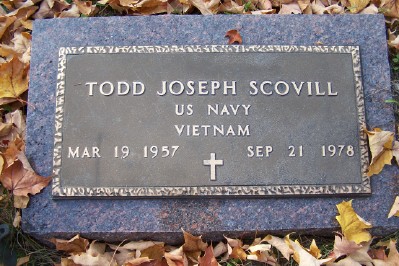 TODD JOSEPH SCOVILL
US NAVY
VIETNAM
MAR 19 1957 SEP 21 1978